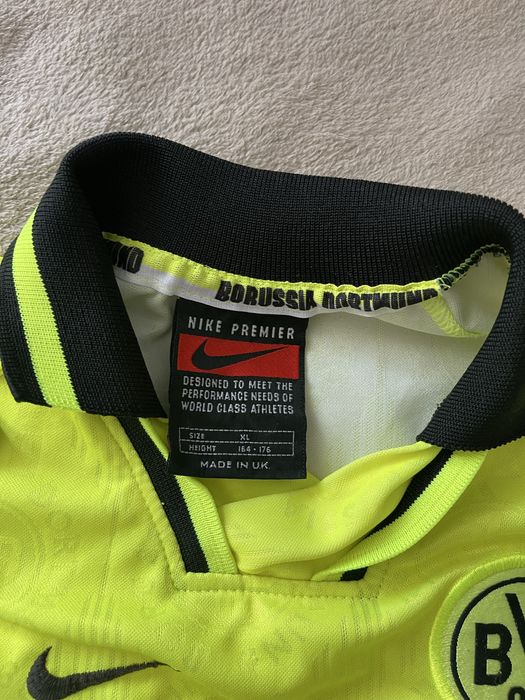 BORUSSIA DORTMUND
NIKE PREMIER
DESIGNED TO MEET THE
PERFORMANCE NEEDS OF
WORLD CLASS ATHLETES
SIZE XL
HEIGHT 164 - 176
MADE IN U.K.
B V